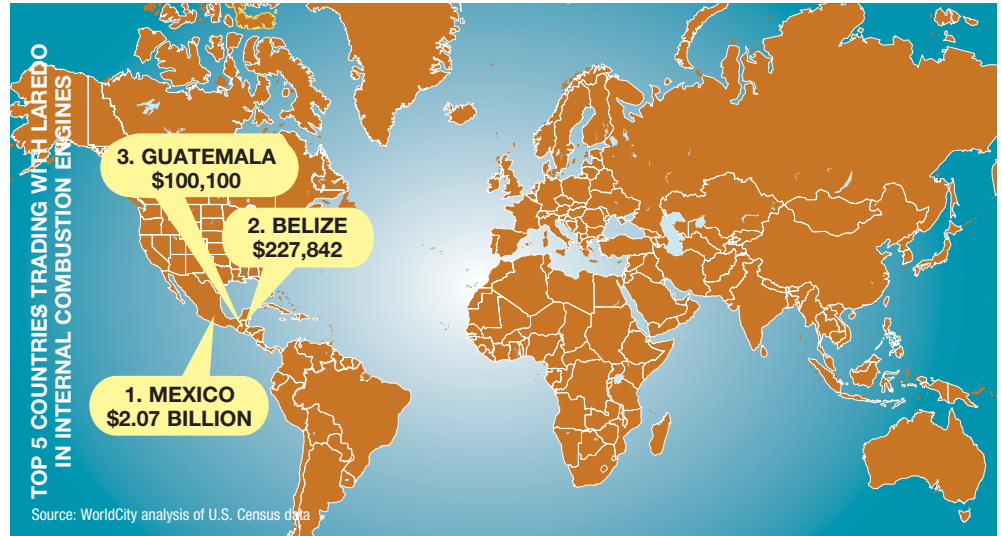 TOP 5 COUNTRIES TRADING WITH LAREDO
IN INTERNAL COMBUSTION ENGINES
3. GUATEMALA
$100,100
2. BELIZE
$227,842
1. MEXICO
$2.07 BILLION
Source: WorldCity analysis of U.S. Census data